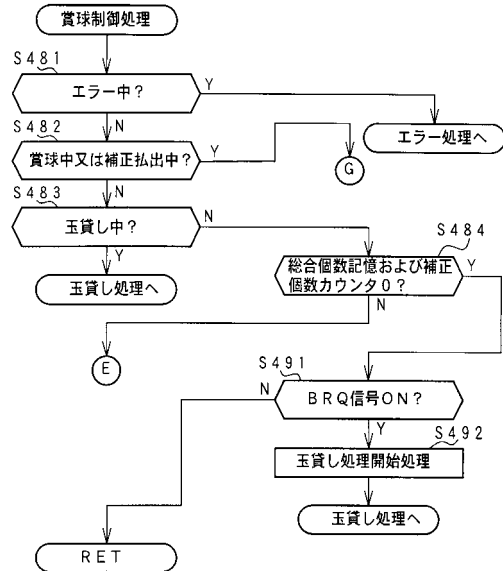 賞球制御処理
S481
エラー中?
Y
N
エラー処理へ
S482
賞球中又は補正払出中?
Y
N
G
S483
玉貸し中?
N
Y
玉貸し処理へ
S484
総合個数記憶および補正
個数カウンタ0?
Y
N
E
S491
BRQ信号ON?
N
Y
S492
玉貸し処理開始処理
玉貸し処理へ
RET